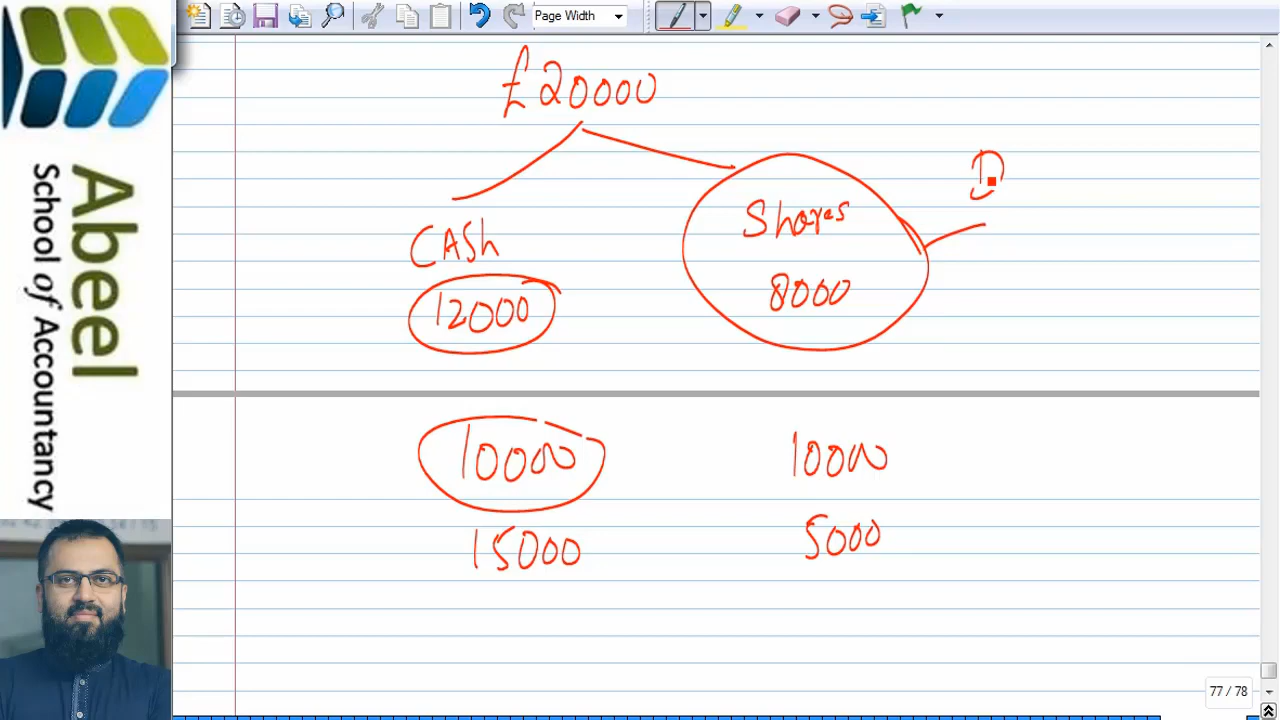 Page Width
Abeel
School of Accountancy
£20000
CASh
12000
Shares
8000
D
10000
10000
15000
5000
77 / 78